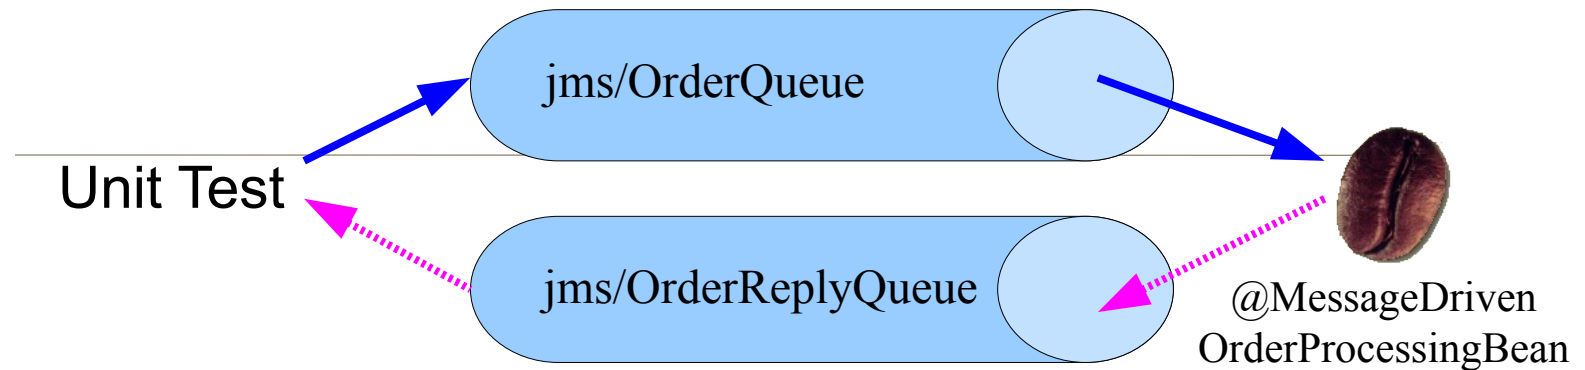 jms/OrderQueue
Unit Test
jms/OrderReplyQueue
@MessageDriven
OrderProcessingBean